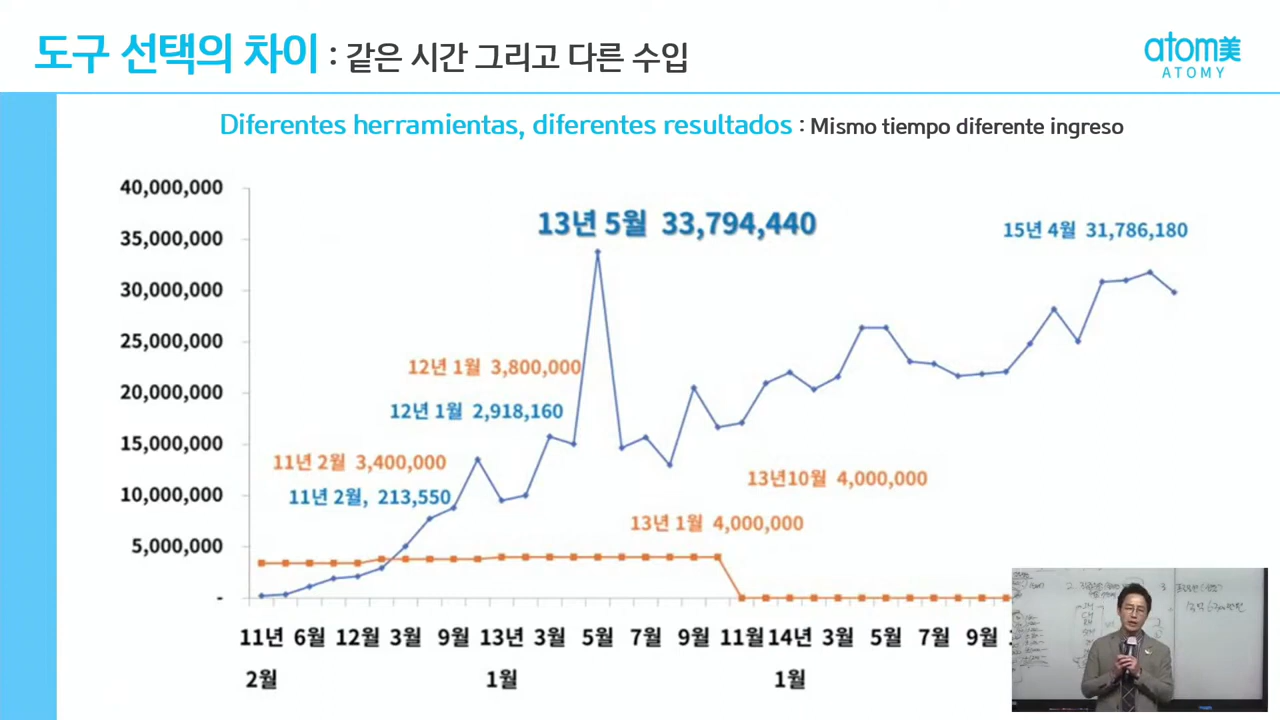 도구 선택의 차이 : 같은 시간 그리고 다른 수입
atom美
ATOMY
Diferentes herramientas, diferentes resultados : Mismo tiempo diferente ingreso
40,000,000
35,000,000
30,000,000
25,000,000
20,000,000
15,000,000
10,000,000
5,000,000
-
13년 5월 33,794,440
15년 4월 31,786,180
12년 1월 3,800,000
12년 1월 2,918,160
11년 2월 3,400,000
11년 2월, 213,550
13년10월 4,000,000
13년 1월 4,000,000
11년 6월 12월 3월 9월 13년 3월 5월 7월 9월 11월 14년 3월 5월 7월 9월
2월 1월 1월